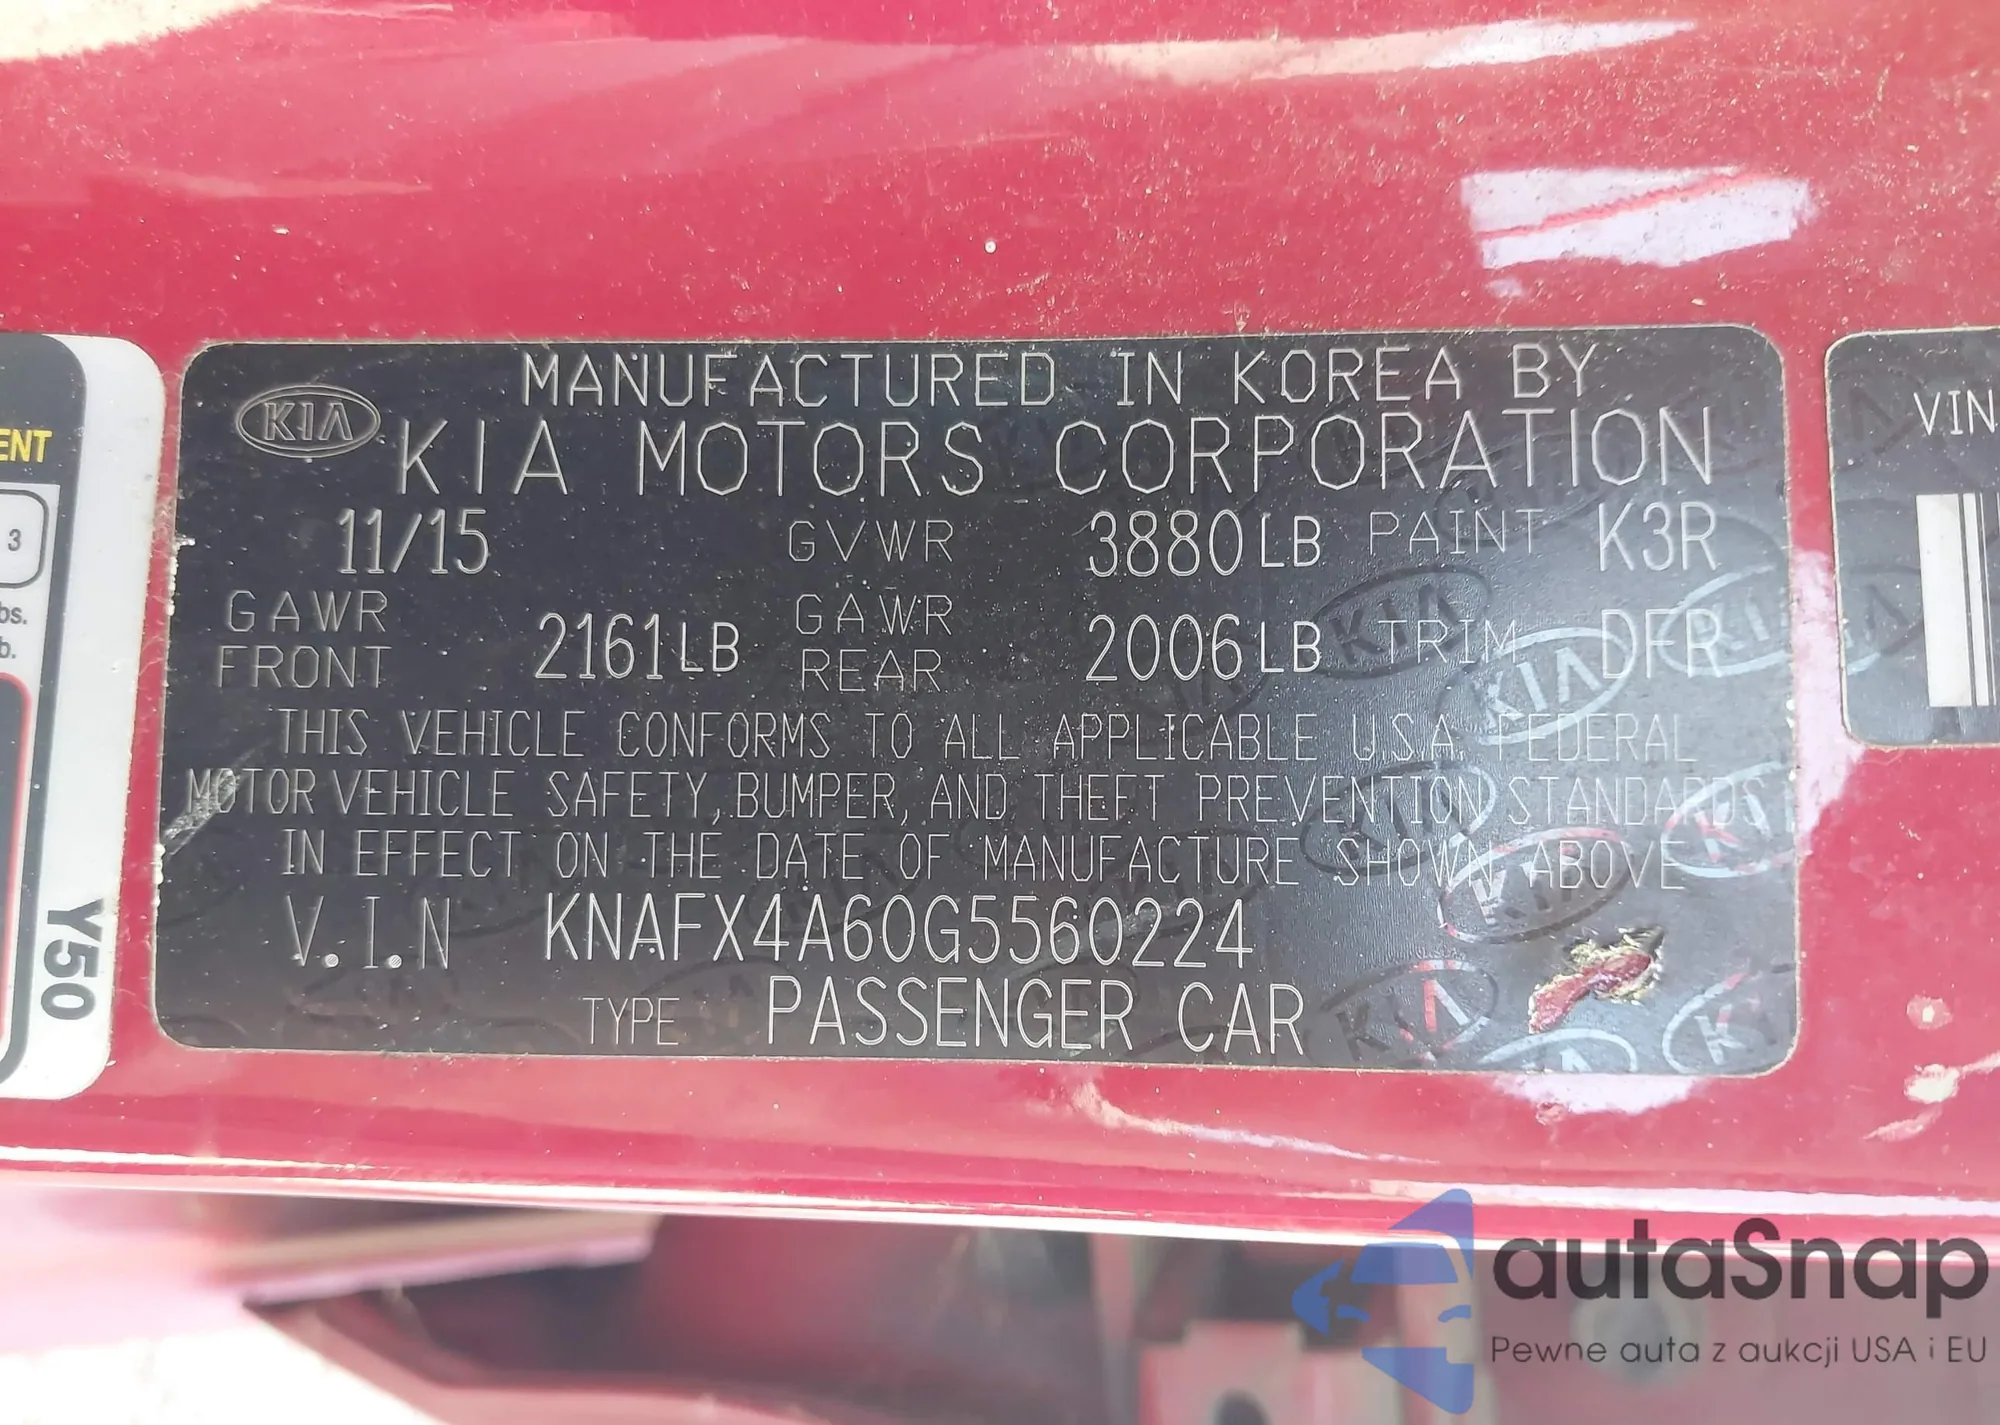 ENT
3
bs.
b.
Y50
KIA
MANUFACTURED IN KOREA BY
KIA MOTORS CORPORATION
11/15 GVWR 3880LB PAINT K3R
GAWR FRONT 2161LB GAWR REAR 2006LB TRIM DFR
THIS VEHICLE CONFORMS TO ALL APPLICABLE U.S.A. FEDERAL
MOTOR VEHICLE SAFETY, BUMPER, AND THEFT PREVENTION STANDARDS
IN EFFECT ON THE DATE OF MANUFACTURE SHOWN ABOVE
V.I.N KNAFX4A60G5560224
TYPE PASSENGER CAR
VIN
autaSnap
Pewne auta z aukcji USA i EU